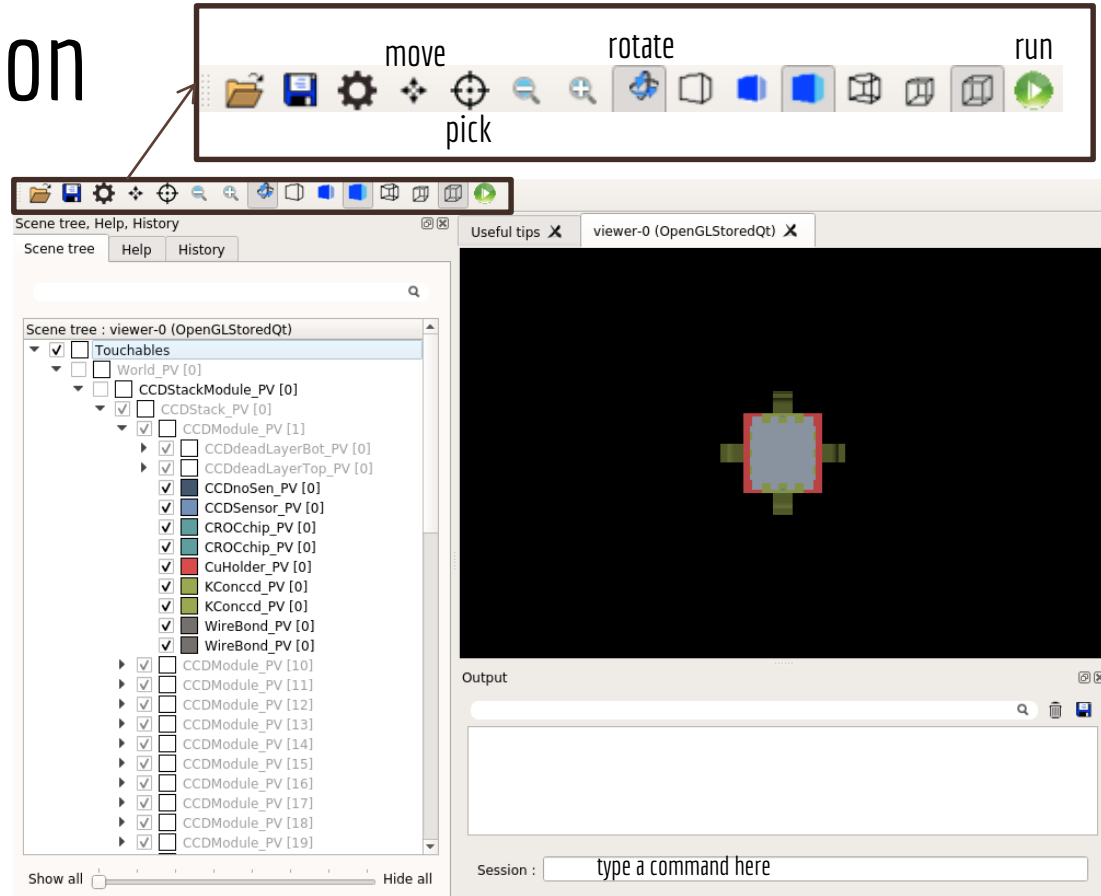 on
move
rotate
run
pick
Scene tree, Help, History
Scene tree
Help
History
Scene tree : viewer-0 (OpenGLStoredQt)
Touchables
World_PV [0]
CCDStackModule_PV [0]
CCDStack_PV [0]
CCDModule_PV [1]
CCDdeadLayerBot_PV [0]
CCDdeadLayerTop_PV [0]
CCDnoSen_PV [0]
CCDSensor_PV [0]
CROCchip_PV [0]
CROCchip_PV [0]
CuHolder_PV [0]
KConccd_PV [0]
KConccd_PV [0]
WireBond_PV [0]
WireBond_PV [0]
CCDModule_PV [10]
CCDModule_PV [11]
CCDModule_PV [12]
CCDModule_PV [13]
CCDModule_PV [14]
CCDModule_PV [15]
CCDModule_PV [16]
CCDModule_PV [17]
CCDModule_PV [18]
CCDModule_PV [19]
Show all
Hide all
Useful tips
viewer-0 (OpenGLStoredQt)
Output
Session :
type a command here